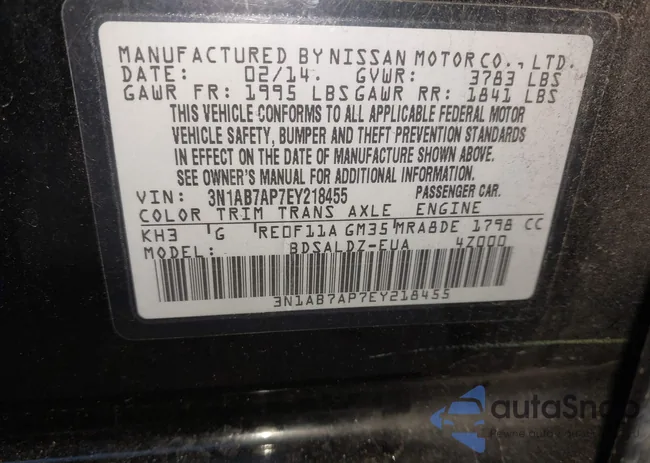 MANUFACTURED BY NISSAN MOTOR CO., LTD.
DATE: 02/14. GVWR: 3783 LBS
GAWR FR: 1995 LBS GAWR RR: 1841 LBS
THIS VEHICLE CONFORMS TO ALL APPLICABLE FEDERAL MOTOR
VEHICLE SAFETY, BUMPER AND THEFT PREVENTION STANDARDS
IN EFFECT ON THE DATE OF MANUFACTURE SHOWN ABOVE.
SEE OWNER'S MANUAL FOR ADDITIONAL INFORMATION.
VIN: 3N1AB7AP7EY218455 PASSENGER CAR.
COLOR TRIM TRANS AXLE ENGINE
KH3 G RE0F11A GM35 MRA8DE 1798 CC
MODEL: BDSALDZ-EUA 4Z000
3N1AB7AP7EY218455
autaSnap